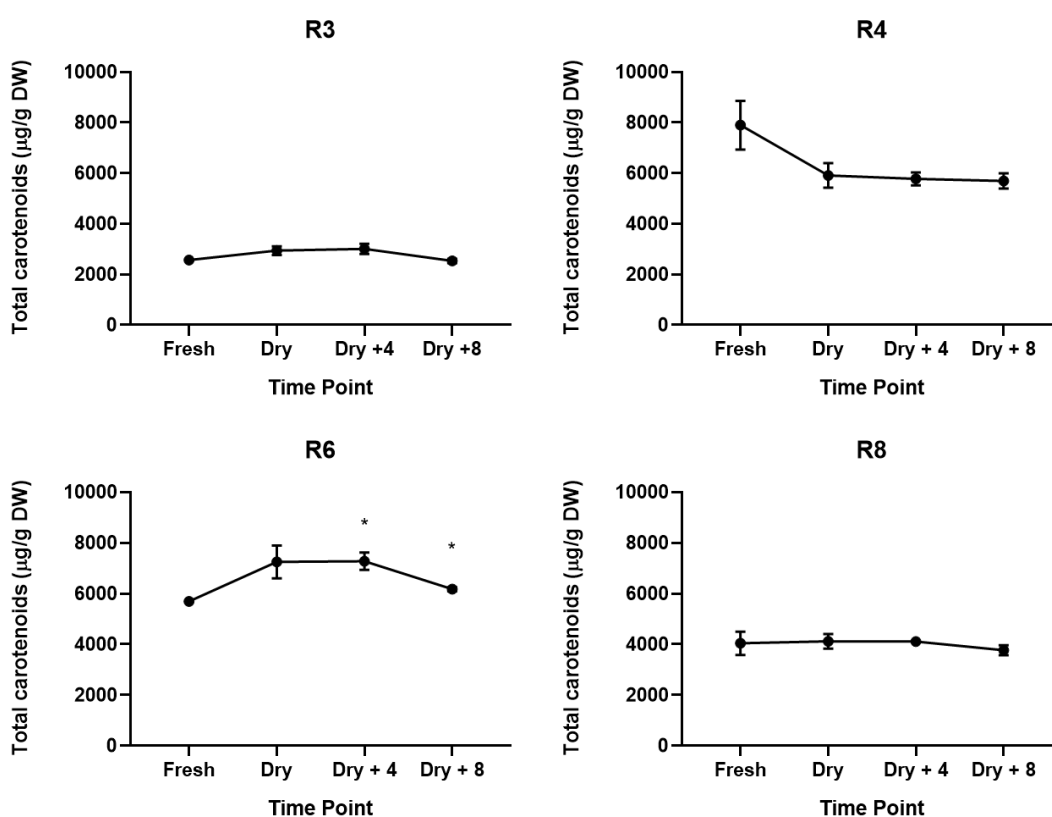 R3
Total carotenoids (μg/g DW)
10000
8000
6000
4000
2000
0
Fresh Dry Dry +4 Dry +8
Time Point
R4
Total carotenoids (μg/g DW)
10000
8000
6000
4000
2000
0
Fresh Dry Dry + 4 Dry + 8
Time Point
R6
Total carotenoids (μg/g DW)
10000
8000
6000
4000
2000
0
* *
Fresh Dry Dry + 4 Dry + 8
Time Point
R8
Total carotenoids (μg/g DW)
10000
8000
6000
4000
2000
0
Fresh Dry Dry + 4 Dry + 8
Time Point